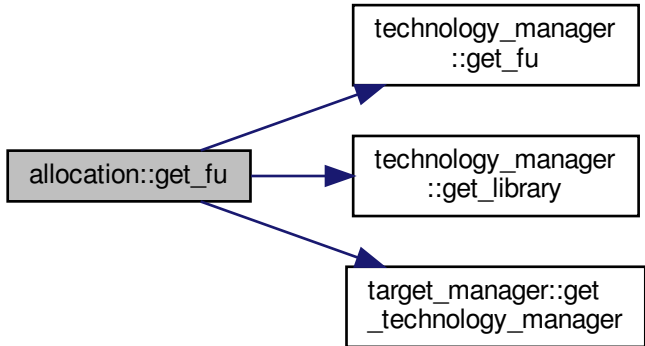 technology_manager
::get_fu
allocation::get_fu
technology_manager
::get_library
target_manager::get
_technology_manager